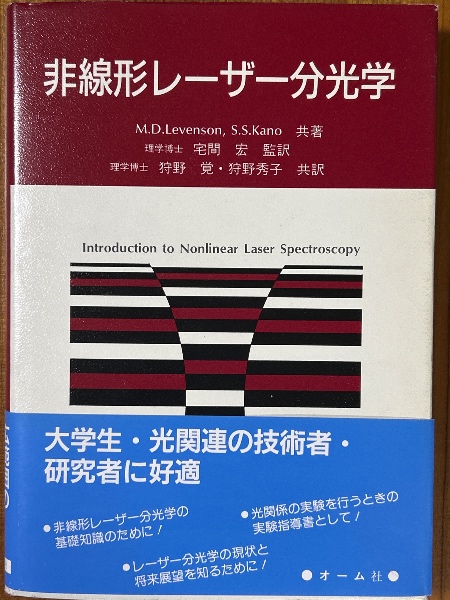 非線形レーザー分光学
M.D.Levenson, S.S.Kano 共著
理学博士 宅間 宏 監訳
理学博士 狩野 覚・狩野秀子 共訳
Introduction to Nonlinear Laser Spectroscopy
大学生・光関連の技術者・
研究者に好適
●非線形レーザー分光学の
基礎知識のために!
●光関係の実験を行うときの
実験指導書として!
●レーザー分光学の現状と
将来展望を知るために!
●オーム社●